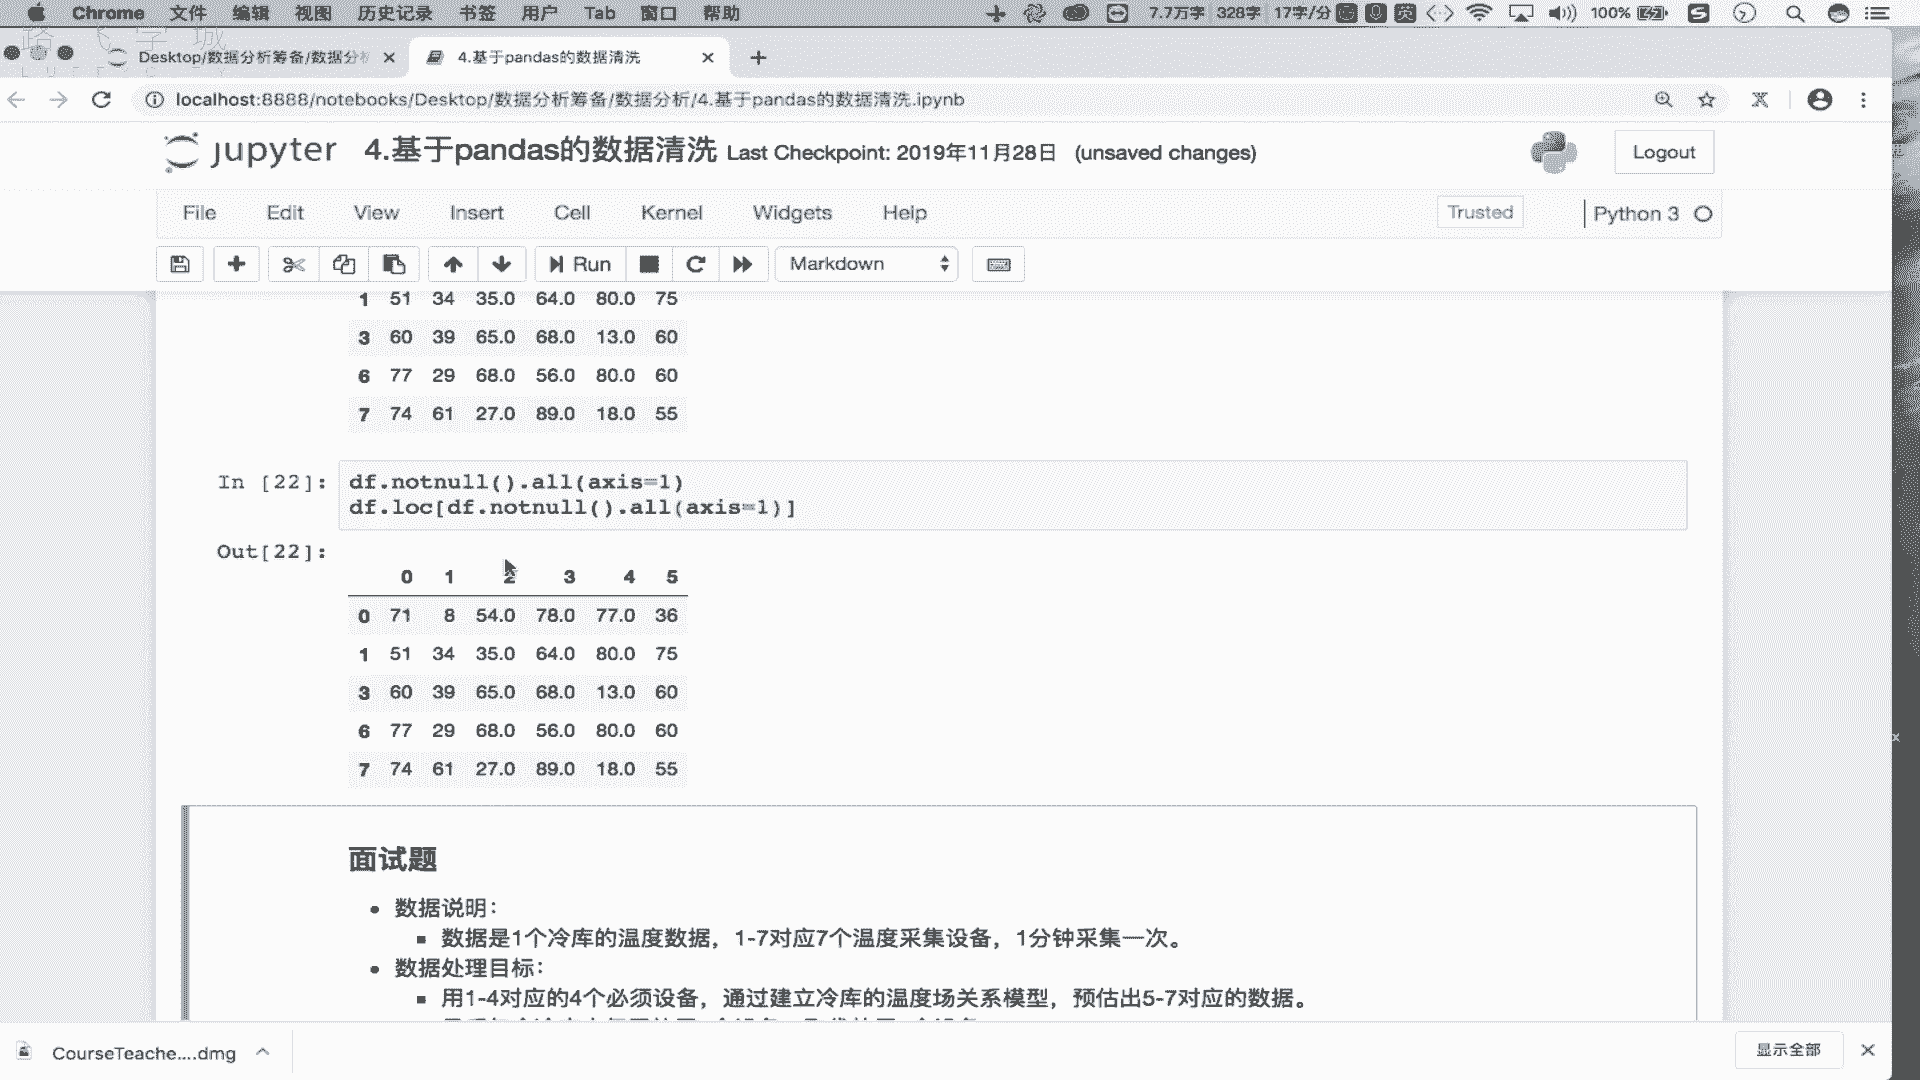 Chrome 文件 编辑 视图 历史记录 书签 用户 Tab 窗口 帮助 7.7万字 328字 17字/分 英 100%
路飞学城
Desktop/数据分析筹备/数据分析 4.基于pandas的数据清洗
localhost:8888/notebooks/Desktop/数据分析筹备/数据分析/4.基于pandas的数据清洗.ipynb
jupyter 4.基于pandas的数据清洗 Last Checkpoint: 2019年11月28日 (unsaved changes) Logout
File Edit View Insert Cell Kernel Widgets Help Trusted Python 3
Run Markdown
1 51 34 35.0 64.0 80.0 75
3 60 39 65.0 68.0 13.0 60
6 77 29 68.0 56.0 80.0 60
7 74 61 27.0 89.0 18.0 55
In [22]: df.notnull().all(axis=1)
df.loc[df.notnull().all(axis=1)]
Out[22]:
0 1 2 3 4 5
0 71 8 54.0 78.0 77.0 36
1 51 34 35.0 64.0 80.0 75
3 60 39 65.0 68.0 13.0 60
6 77 29 68.0 56.0 80.0 60
7 74 61 27.0 89.0 18.0 55
面试题
数据说明：
数据是1个冷库的温度数据，1-7对应7个温度采集设备，1分钟采集一次。
数据处理目标：
用1-4对应的4个必须设备，通过建立冷库的温度场关系模型，预估出5-7对应的数据。
CourseTeache....dmg 显示全部